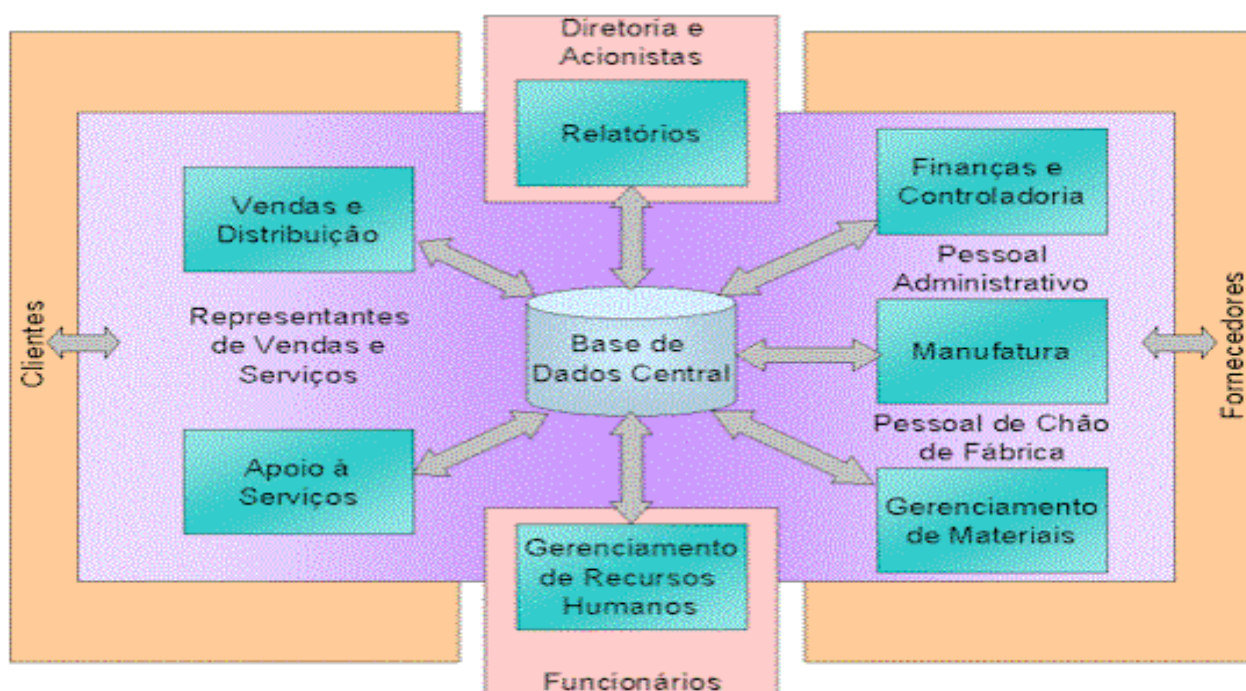 Diretoria e
Acionistas
Relatórios
Vendas e
Distribuição
Finanças e
Controladoria
Pessoal
Administrativo
Clientes
Representantes
de Vendas e
Serviços
Base de
Dados Central
Manufatura
Fornecedores
Pessoal de Chão
de Fábrica
Apoio à
Serviços
Gerenciamento
de Materiais
Gerenciamento
de Recursos
Humanos
Funcionários